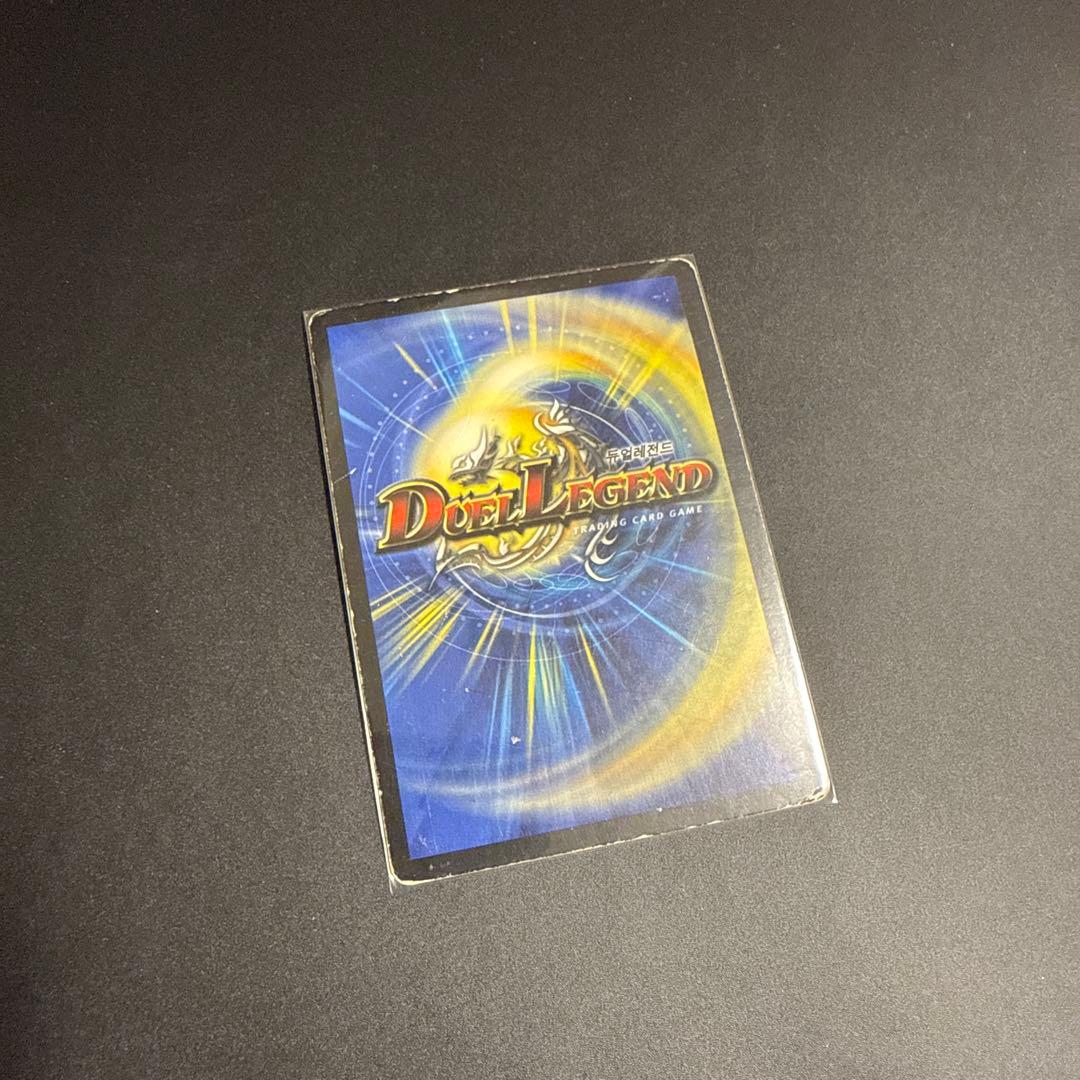 듀얼레전드
DUEL LEGEND
TRADING CARD GAME